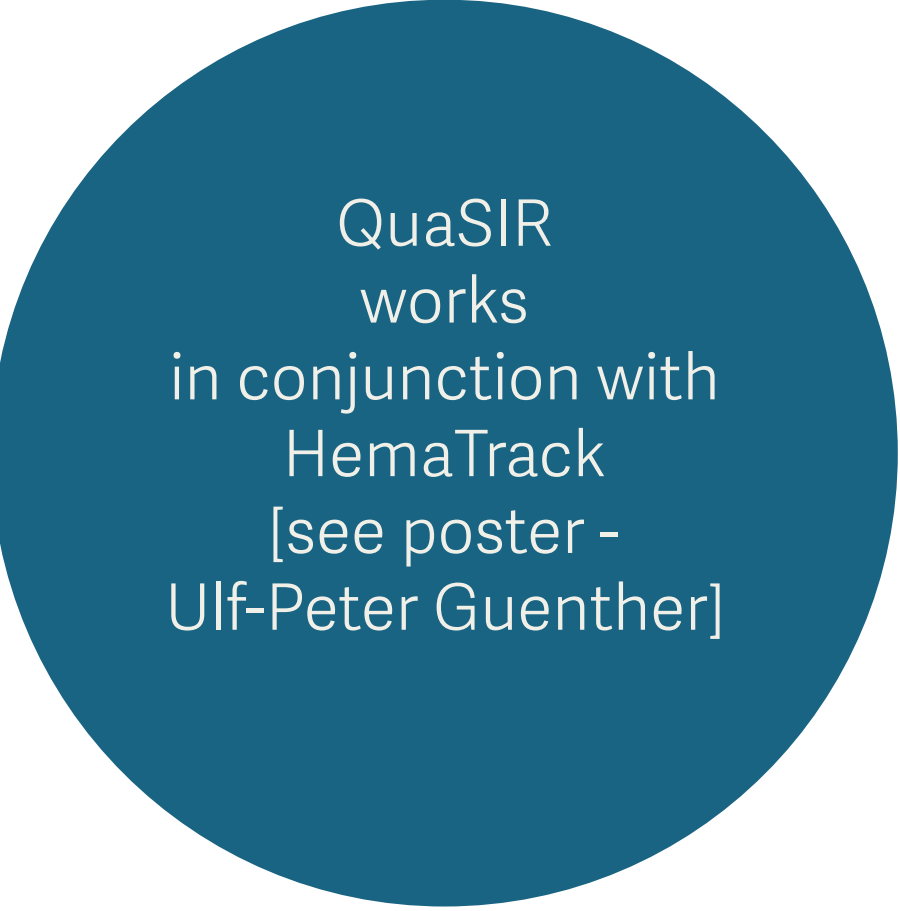 QuaSIR
works
in conjunction with
HemaTrack
[see poster -
Ulf-Peter Guenther]